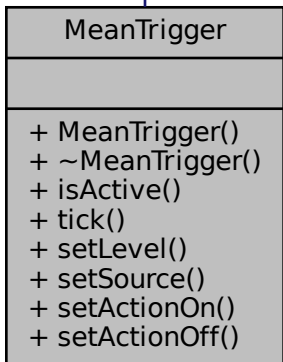 MeanTrigger
+ MeanTrigger()
+ ~MeanTrigger()
+ isActive()
+ tick()
+ setLevel()
+ setSource()
+ setActionOn()
+ setActionOff()